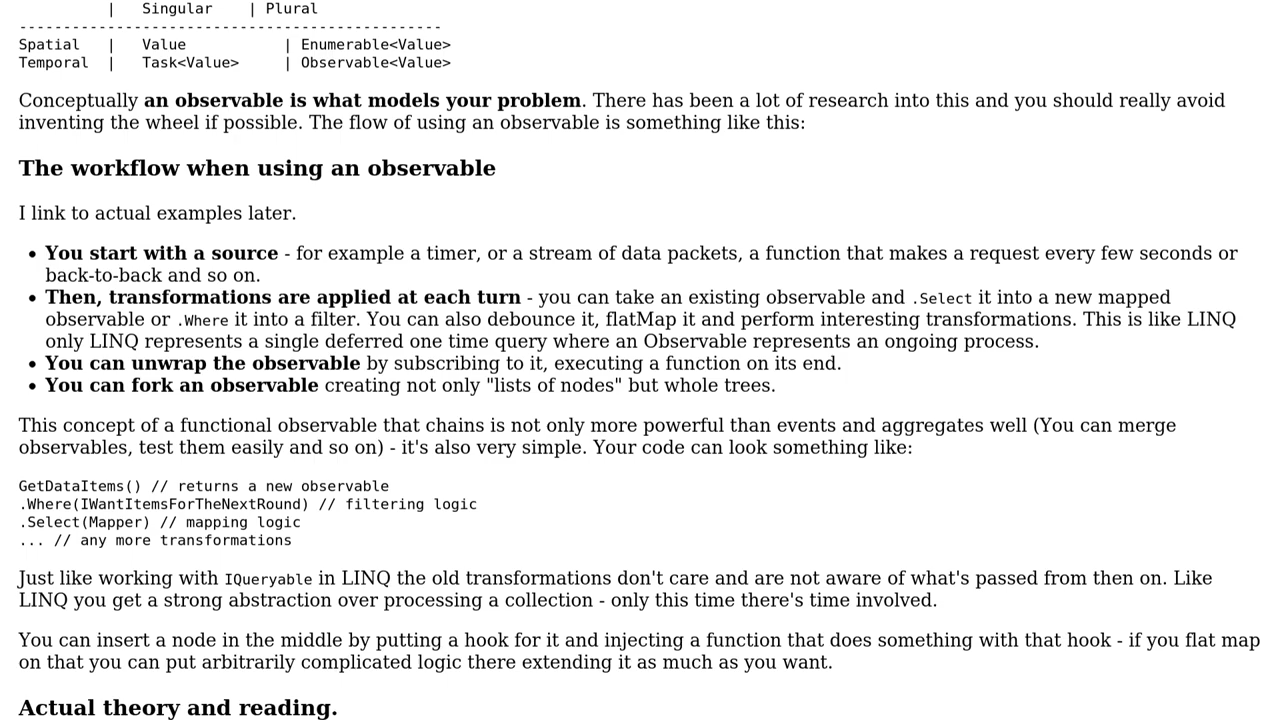 | Singular | Plural
------------------------------------------------
Spatial | Value | Enumerable<Value>
Temporal | Task<Value> | Observable<Value>
Conceptually an observable is what models your problem. There has been a lot of research into this and you should really avoid
inventing the wheel if possible. The flow of using an observable is something like this:
The workflow when using an observable
I link to actual examples later.
• You start with a source - for example a timer, or a stream of data packets, a function that makes a request every few seconds or
back-to-back and so on.
• Then, transformations are applied at each turn - you can take an existing observable and .Select it into a new mapped
observable or .Where it into a filter. You can also debounce it, flatMap it and perform interesting transformations. This is like LINQ
only LINQ represents a single deferred one time query where an Observable represents an ongoing process.
• You can unwrap the observable by subscribing to it, executing a function on its end.
• You can fork an observable creating not only "lists of nodes" but whole trees.
This concept of a functional observable that chains is not only more powerful than events and aggregates well (You can merge
observables, test them easily and so on) - it's also very simple. Your code can look something like:
GetDataItems() // returns a new observable
.Where(IWantItemsForTheNextRound) // filtering logic
.Select(Mapper) // mapping logic
... // any more transformations
Just like working with IQueryable in LINQ the old transformations don't care and are not aware of what's passed from then on. Like
LINQ you get a strong abstraction over processing a collection - only this time there's time involved.
You can insert a node in the middle by putting a hook for it and injecting a function that does something with that hook - if you flat map
on that you can put arbitrarily complicated logic there extending it as much as you want.
Actual theory and reading.